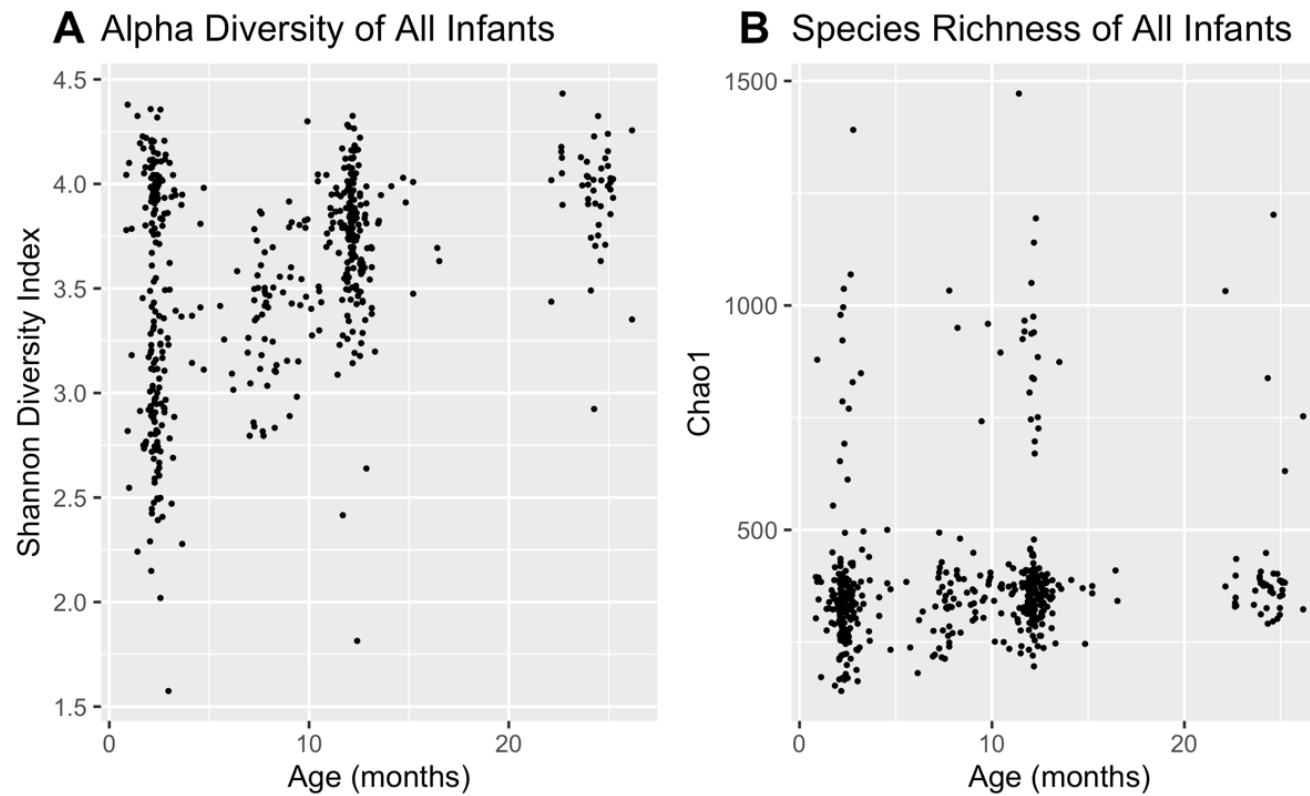 A Alpha Diversity of All Infants
4.5
4.0
3.5
3.0
2.5
2.0
1.5
Shannon Diversity Index
0 10 20
Age (months)
B Species Richness of All Infants
1500
1000
500
Chao1
0 10 20
Age (months)